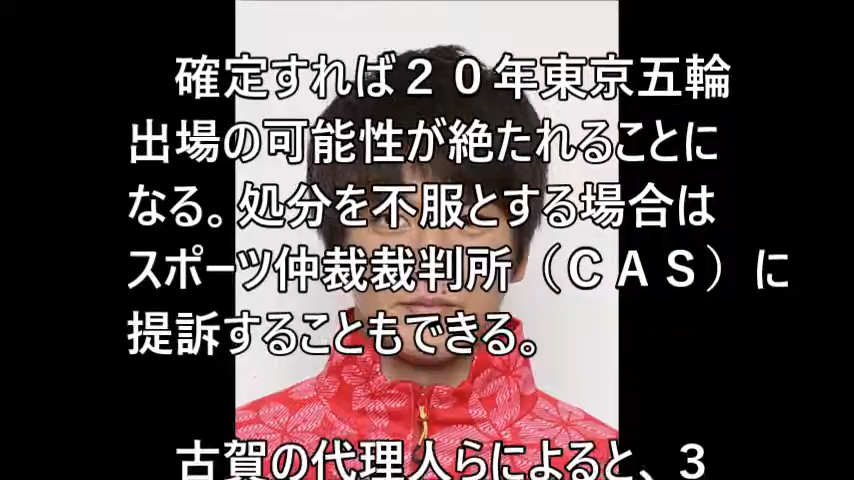 確定すれば２０年東京五輪
出場の可能性が絶たれることに
なる。処分を不服とする場合は
スポーツ仲裁裁判所（ＣＡＳ）に
提訴することもできる。
古賀の代理人らによると、３